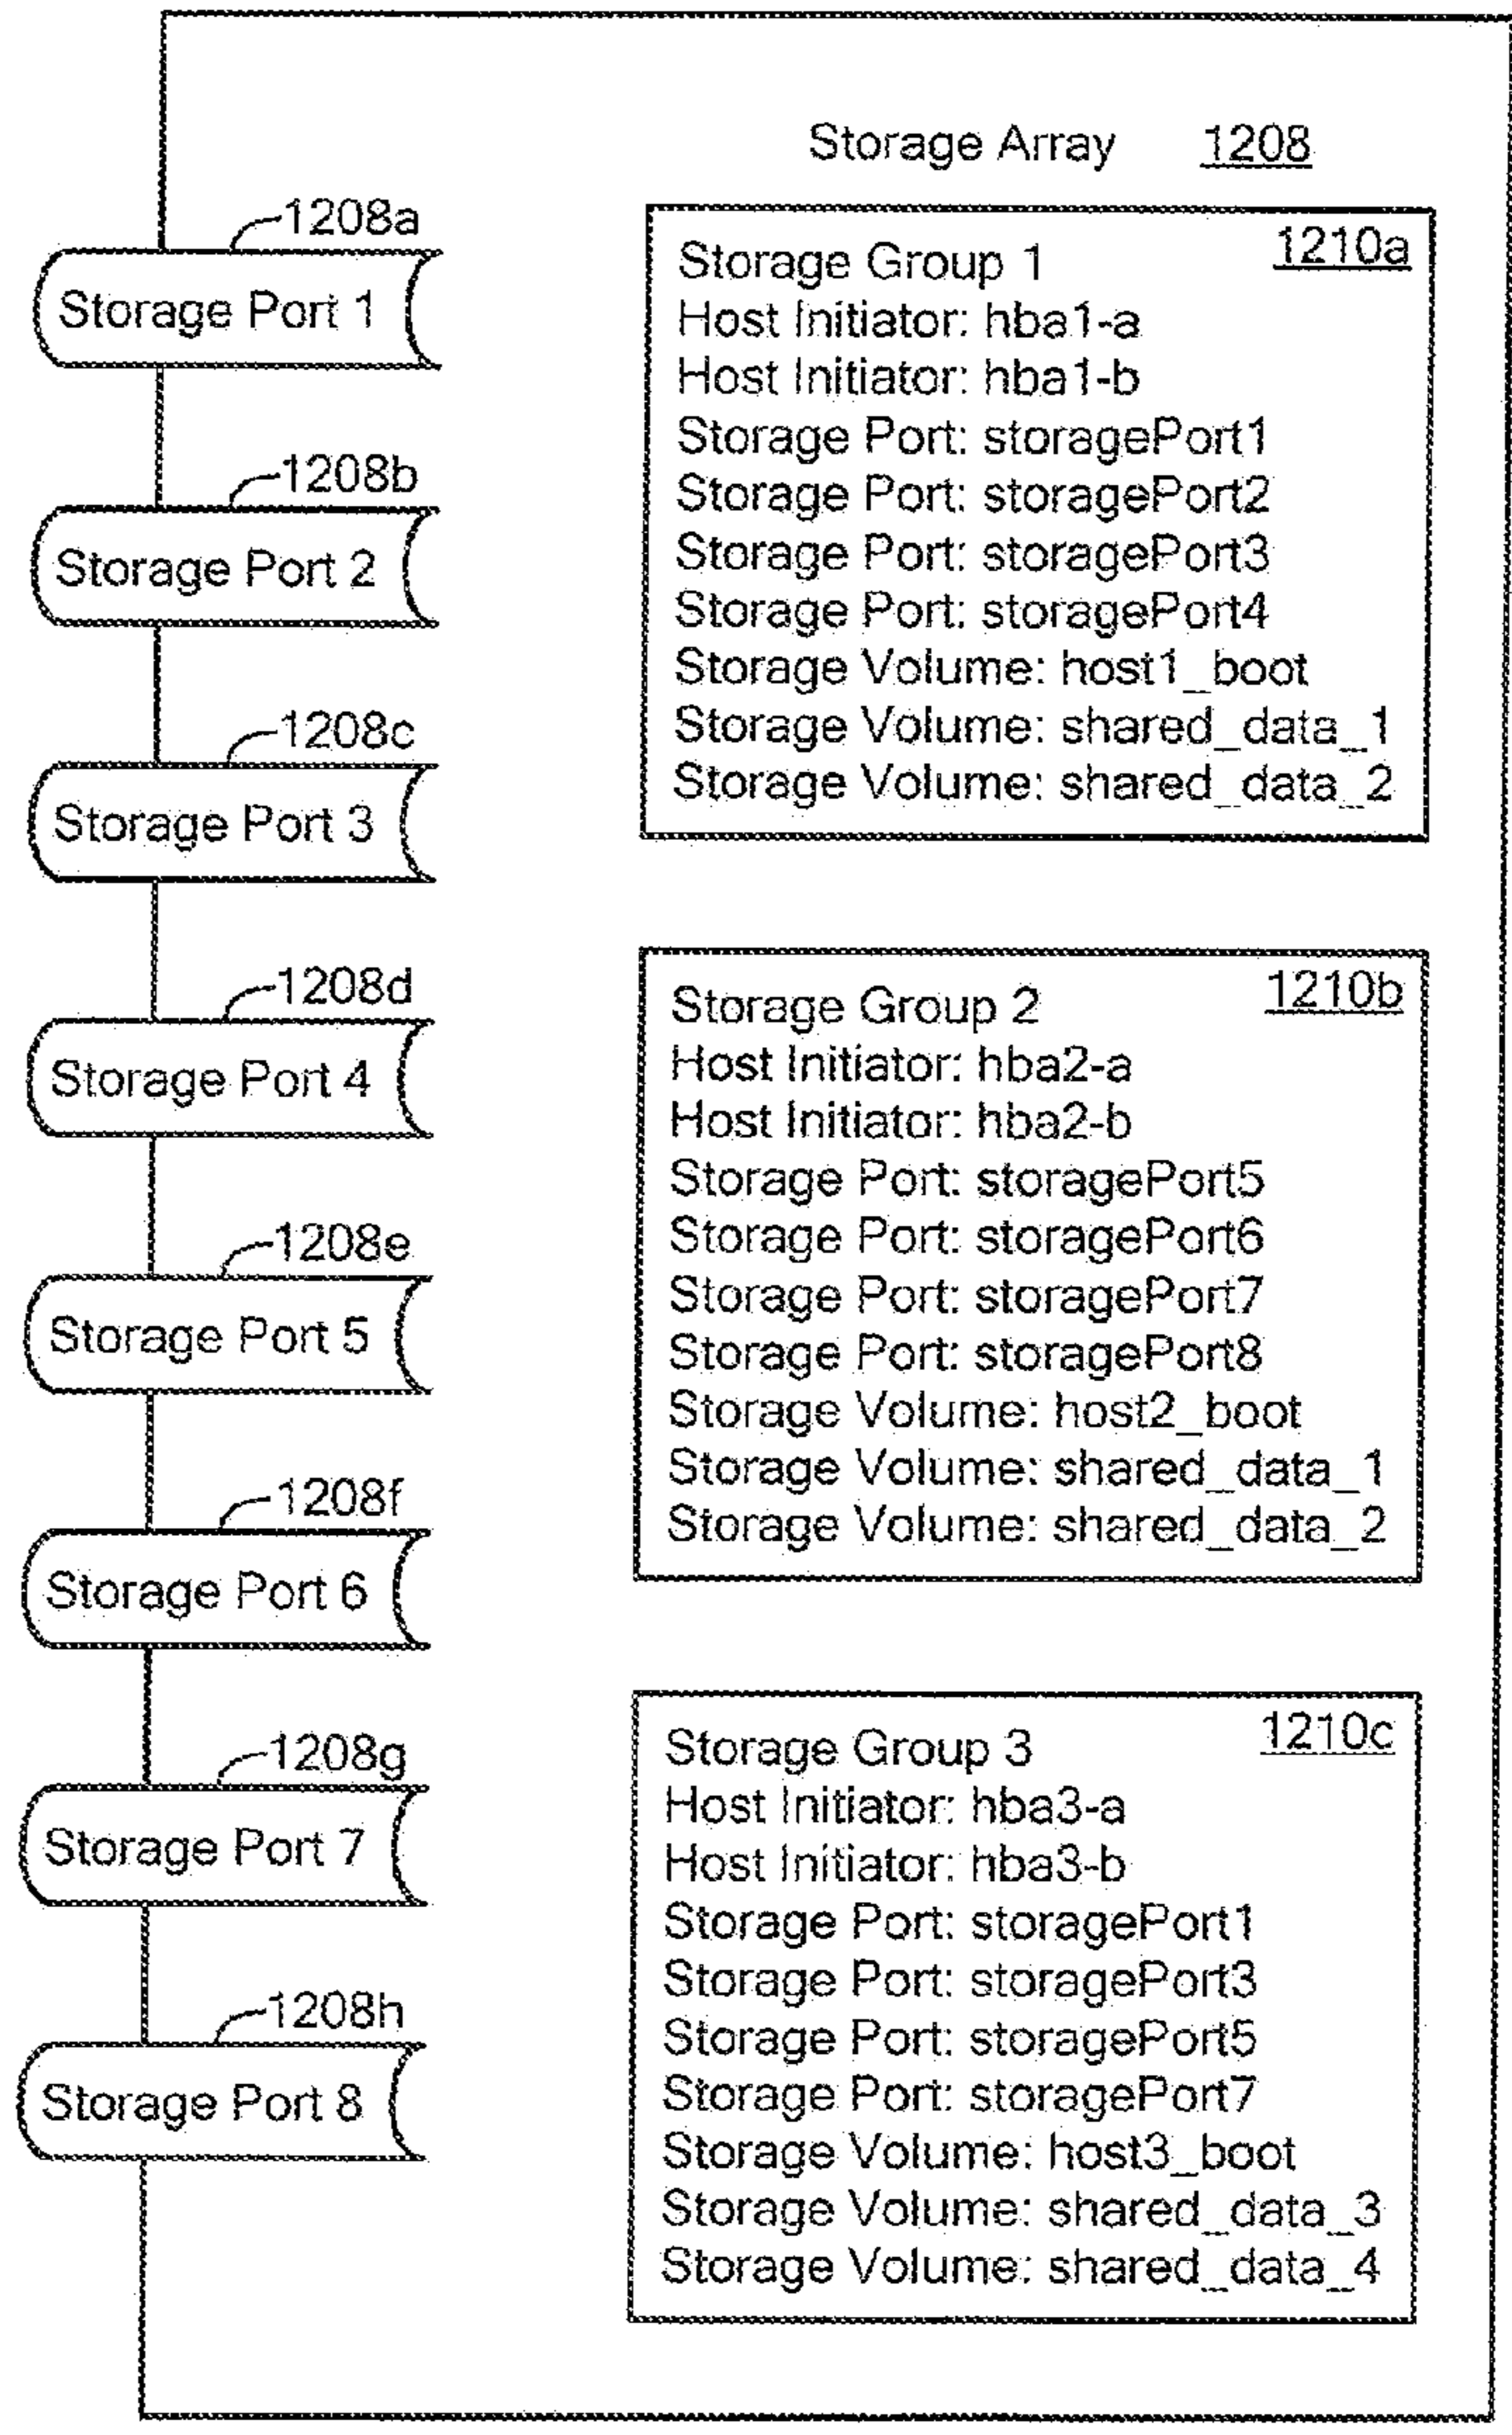 Storage Array 1208
1208a
Storage Port 1
1208b
Storage Port 2
1208c
Storage Port 3
1208d
Storage Port 4
1208e
Storage Port 5
1208f
Storage Port 6
1208g
Storage Port 7
1208h
Storage Port 8
1210a
Storage Group 1
Host Initiator: hba1-a
Host Initiator: hba1-b
Storage Port: storagePort1
Storage Port: storagePort2
Storage Port: storagePort3
Storage Port: storagePort4
Storage Volume: host1_boot
Storage Volume: shared_data_1
Storage Volume: shared_data_2
1210b
Storage Group 2
Host Initiator: hba2-a
Host Initiator: hba2-b
Storage Port: storagePort5
Storage Port: storagePort6
Storage Port: storagePort7
Storage Port: storagePort8
Storage Volume: host2_boot
Storage Volume: shared_data_1
Storage Volume: shared_data_2
1210c
Storage Group 3
Host Initiator: hba3-a
Host Initiator: hba3-b
Storage Port: storagePort1
Storage Port: storagePort3
Storage Port: storagePort5
Storage Port: storagePort7
Storage Volume: host3_boot
Storage Volume: shared_data_3
Storage Volume: shared_data_4